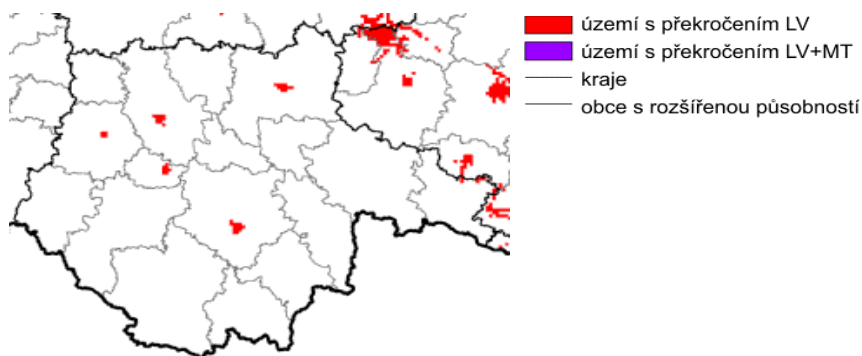 území s překročením LV
území s překročením LV+MT
kraje
obce s rozšířenou působností